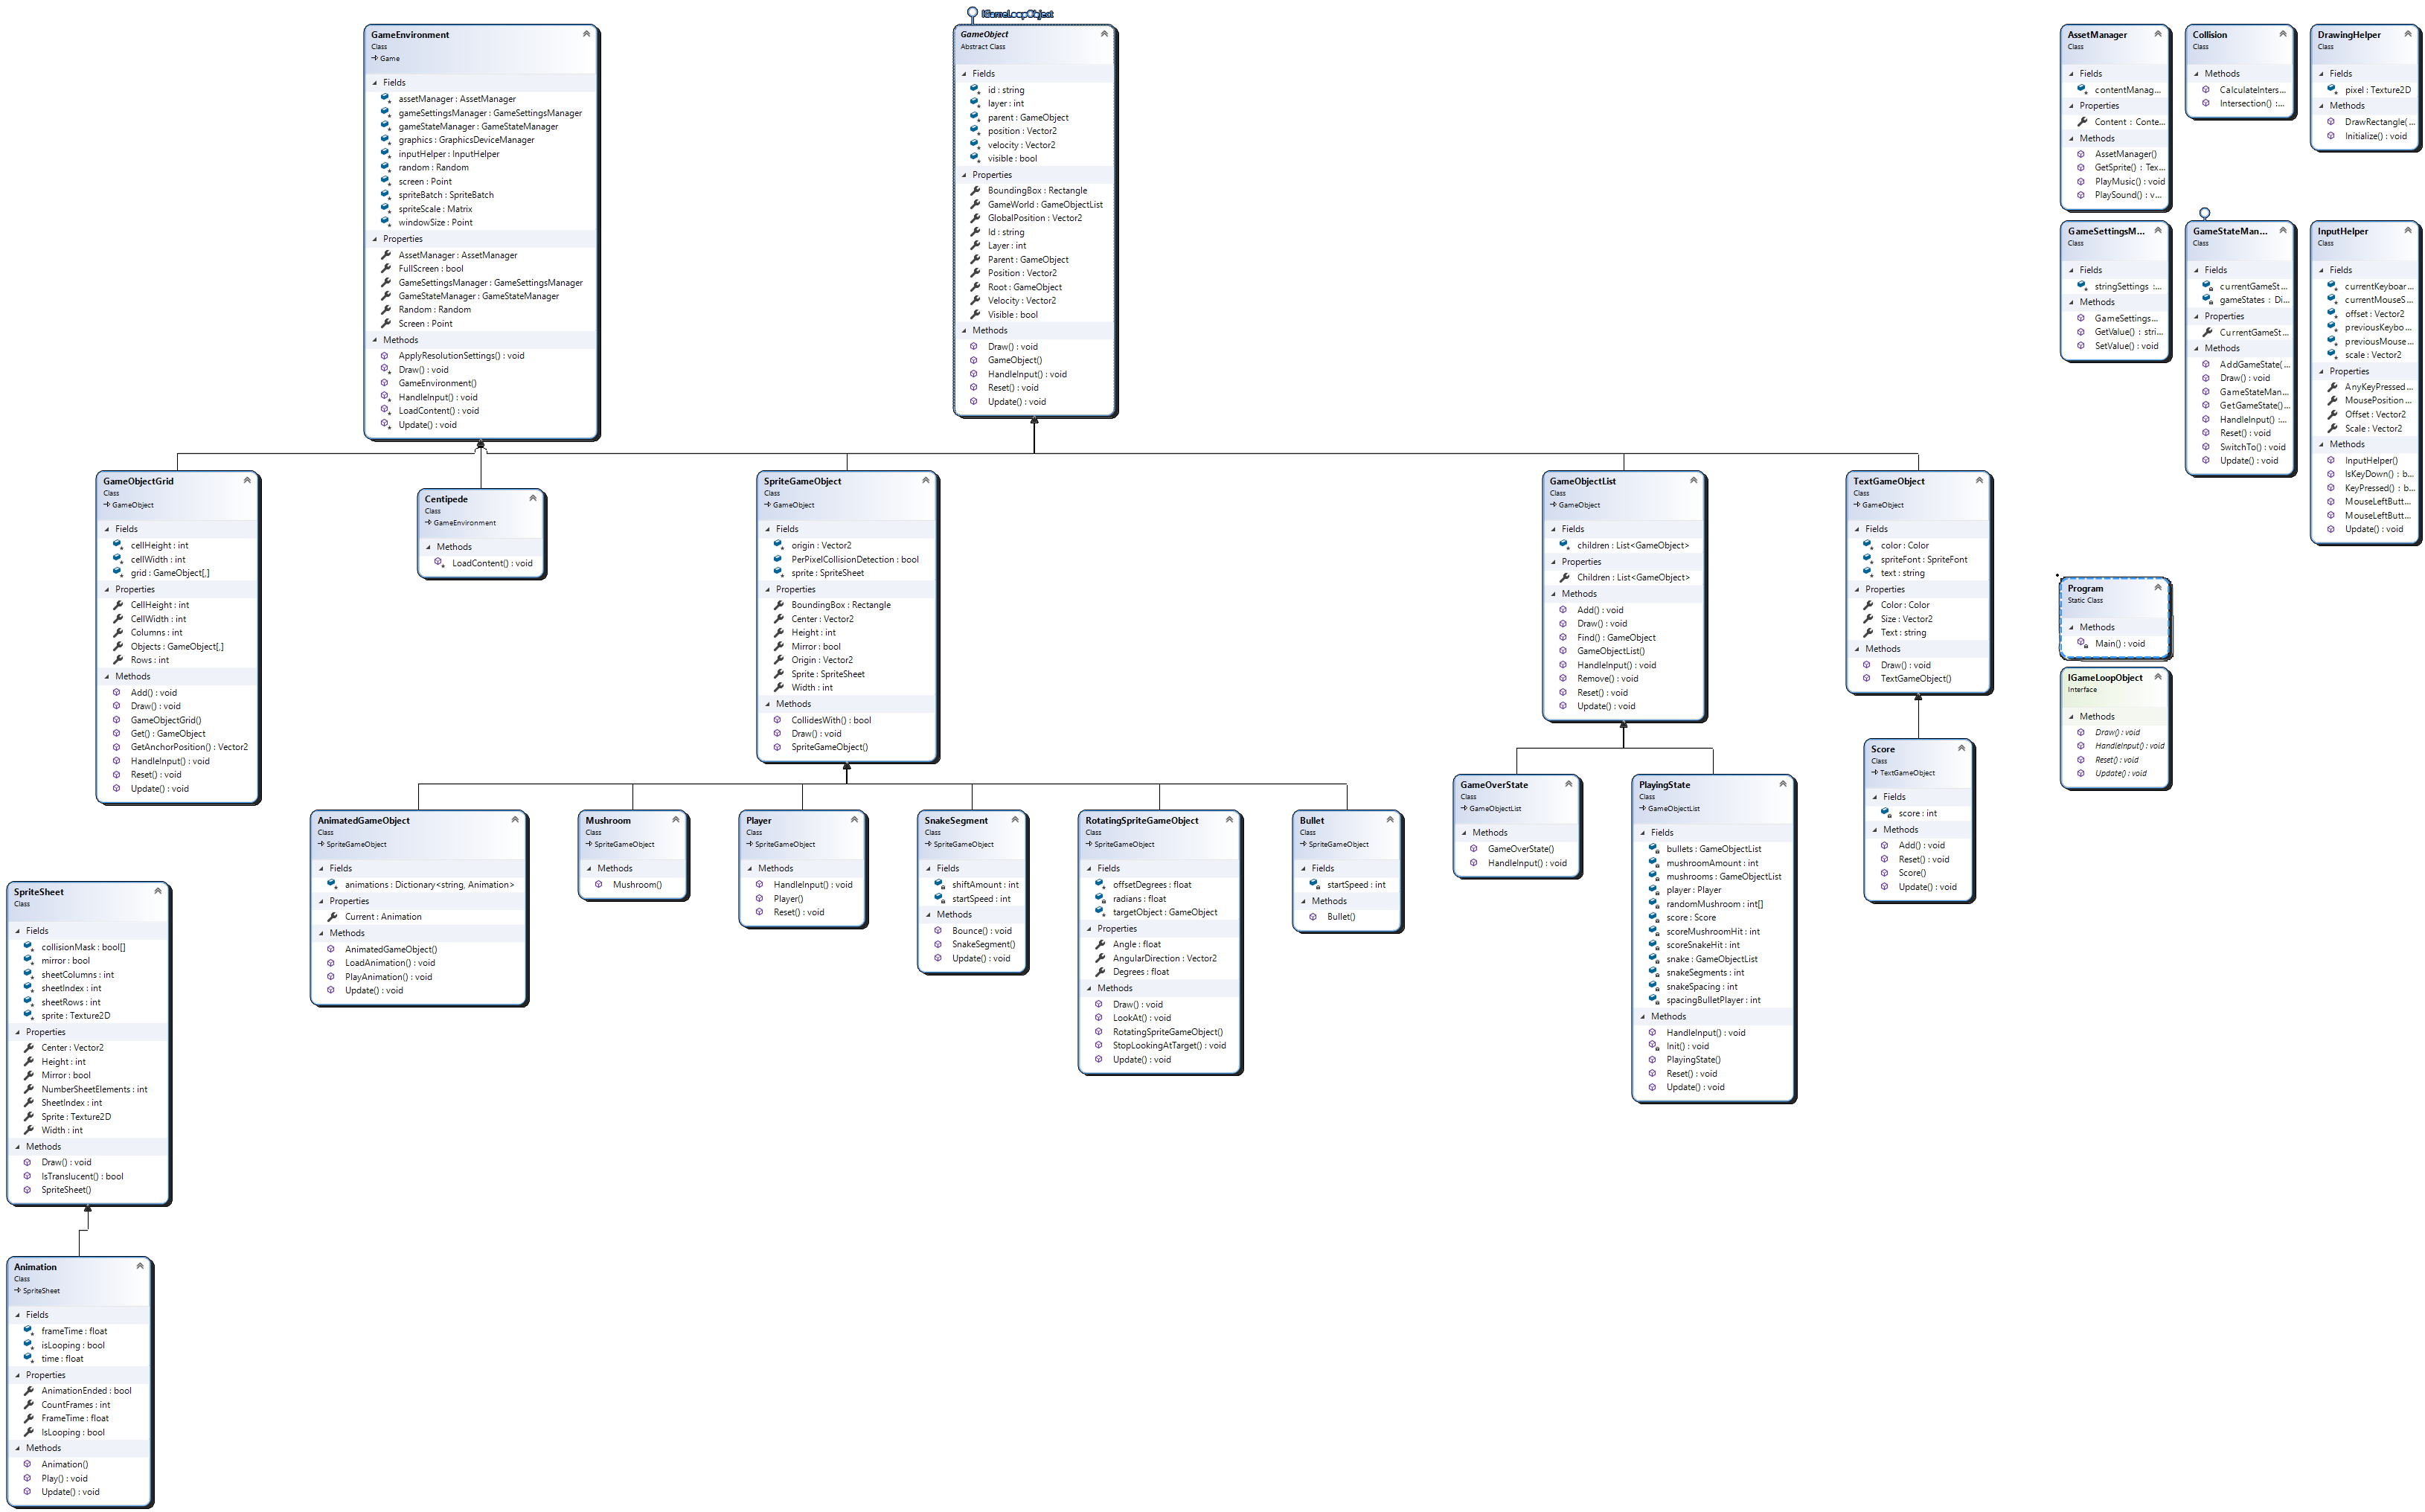 GameEnvironment
Class
Game
Fields
assetManager : AssetManager
gameSettingsManager : GameSettingsManager
gameStateManager : GameStateManager
graphics : GraphicsDeviceManager
inputHelper : InputHelper
random : Random
screen : Point
spriteBatch : SpriteBatch
spriteScale : Matrix
windowSize : Point
Properties
AssetManager : AssetManager
FullScreen : bool
GameSettingsManager : GameSettingsManager
GameStateManager : GameStateManager
Random : Random
Screen : Point
Methods
ApplyResolutionSettings() : void
Draw() : void
GameEnvironment()
HandleInput() : void
LoadContent() : void
Update() : void
IGameLoopObject
GameObject
Abstract Class
Fields
id : string
layer : int
parent : GameObject
position : Vector2
velocity : Vector2
visible : bool
Properties
BoundingBox : Rectangle
GameWorld : GameObjectList
GlobalPosition : Vector2
Id : string
Layer : int
Parent : GameObject
Position : Vector2
Root : GameObject
Velocity : Vector2
Visible : bool
Methods
Draw() : void
GameObject()
HandleInput() : void
Reset() : void
Update() : void
AssetManager
Class
Fields
contentManag...
Properties
Content : Conte...
Methods
AssetManager()
GetSprite() : Tex...
PlayMusic() : void
PlaySound() : v...
Collision
Class
Methods
CalculateInters...
Intersection() :...
DrawingHelper
Class
Fields
pixel : Texture2D
Methods
DrawRectangle(...
Initialize() : void
GameSettingsM...
Class
Fields
stringSettings :...
Methods
GameSettings...
GetValue() : stri...
SetValue() : void
GameStateMan...
Class
Fields
currentGameSt...
gameStates : Di...
Properties
CurrentGameSt...
Methods
AddGameState(...
Draw() : void
GameStateMan...
GetGameState()...
HandleInput() :...
Reset() : void
SwitchTo() : void
Update() : void
InputHelper
Class
Fields
currentKeyboar...
currentMouseS...
offset : Vector2
previousKeybo...
previousMouse...
scale : Vector2
Properties
AnyKeyPressed...
MousePosition...
Offset : Vector2
Scale : Vector2
Methods
InputHelper()
IsKeyDown() : b...
KeyPressed() : b...
MouseLeftButt...
MouseLeftButt...
Update() : void
GameObjectGrid
Class
GameObject
Fields
cellHeight : int
cellWidth : int
grid : GameObject[,]
Properties
CellHeight : int
CellWidth : int
Columns : int
Objects : GameObject[,]
Rows : int
Methods
Add() : void
Draw() : void
GameObjectGrid()
Get() : GameObject
GetAnchorPosition() : Vector2
HandleInput() : void
Reset() : void
Update() : void
Centipede
Class
GameEnvironment
Methods
LoadContent() : void
SpriteGameObject
Class
GameObject
Fields
origin : Vector2
PerPixelCollisionDetection : bool
sprite : SpriteSheet
Properties
BoundingBox : Rectangle
Center : Vector2
Height : int
Mirror : bool
Origin : Vector2
Sprite : SpriteSheet
Width : int
Methods
CollidesWith() : bool
Draw() : void
SpriteGameObject()
GameObjectList
Class
GameObject
Fields
children : List<GameObject>
Properties
Children : List<GameObject>
Methods
Add() : void
Draw() : void
Find() : GameObject
GameObjectList()
HandleInput() : void
Remove() : void
Reset() : void
Update() : void
TextGameObject
Class
GameObject
Fields
color : Color
spriteFont : SpriteFont
text : string
Properties
Color : Color
Size : Vector2
Text : string
Methods
Draw() : void
TextGameObject()
Program
Static Class
Methods
Main() : void
IGameLoopObject
Interface
Methods
Draw() : void
HandleInput() : void
Reset() : void
Update() : void
Score
Class
TextGameObject
Fields
score : int
Methods
Add() : void
Reset() : void
Score()
Update() : void
GameOverState
Class
GameObjectList
Methods
GameOverState()
HandleInput() : void
PlayingState
Class
GameObjectList
Fields
bullets : GameObjectList
mushroomAmount : int
mushrooms : GameObjectList
player : Player
randomMushroom : int[]
score : Score
scoreMushroomHit : int
scoreSnakeHit : int
snake : GameObjectList
snakeSegments : int
snakeSpacing : int
spacingBulletPlayer : int
Methods
HandleInput() : void
Init() : void
PlayingState()
Reset() : void
Update() : void
AnimatedGameObject
Class
SpriteGameObject
Fields
animations : Dictionary<string, Animation>
Properties
Current : Animation
Methods
AnimatedGameObject()
LoadAnimation() : void
PlayAnimation() : void
Update() : void
Mushroom
Class
SpriteGameObject
Methods
Mushroom()
Player
Class
SpriteGameObject
Methods
HandleInput() : void
Player()
Reset() : void
SnakeSegment
Class
SpriteGameObject
Fields
shiftAmount : int
startSpeed : int
Methods
Bounce() : void
SnakeSegment()
Update() : void
RotatingSpriteGameObject
Class
SpriteGameObject
Fields
offsetDegrees : float
radians : float
targetObject : GameObject
Properties
Angle : float
AngularDirection : Vector2
Degrees : float
Methods
Draw() : void
LookAt() : void
RotatingSpriteGameObject()
StopLookingAtTarget() : void
Update() : void
Bullet
Class
SpriteGameObject
Fields
startSpeed : int
Methods
Bullet()
SpriteSheet
Class
Fields
collisionMask : bool[]
mirror : bool
sheetColumns : int
sheetIndex : int
sheetRows : int
sprite : Texture2D
Properties
Center : Vector2
Height : int
Mirror : bool
NumberSheetElements : int
SheetIndex : int
Sprite : Texture2D
Width : int
Methods
Draw() : void
IsTranslucent() : bool
SpriteSheet()
Animation
Class
SpriteSheet
Fields
frameTime : float
isLooping : bool
time : float
Properties
AnimationEnded : bool
CountFrames : int
FrameTime : float
IsLooping : bool
Methods
Animation()
Play() : void
Update() : void